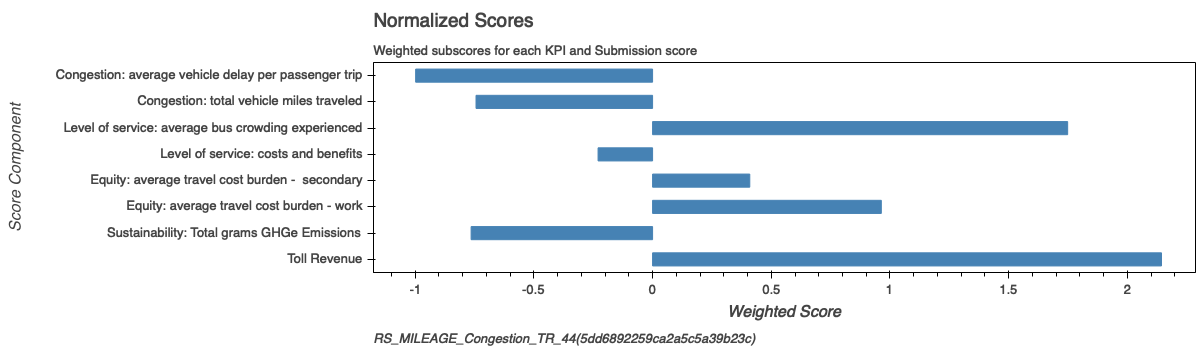 Normalized Scores
Weighted subscores for each KPI and Submission score
Score Component
Congestion: average vehicle delay per passenger trip
Congestion: total vehicle miles traveled
Level of service: average bus crowding experienced
Level of service: costs and benefits
Equity: average travel cost burden -  secondary
Equity: average travel cost burden - work
Sustainability: Total grams GHGe Emissions
Toll Revenue
-1 -0.5 0 0.5 1 1.5 2
Weighted Score
RS_MILEAGE_Congestion_TR_44(5dd6892259ca2a5c5a39b23c)